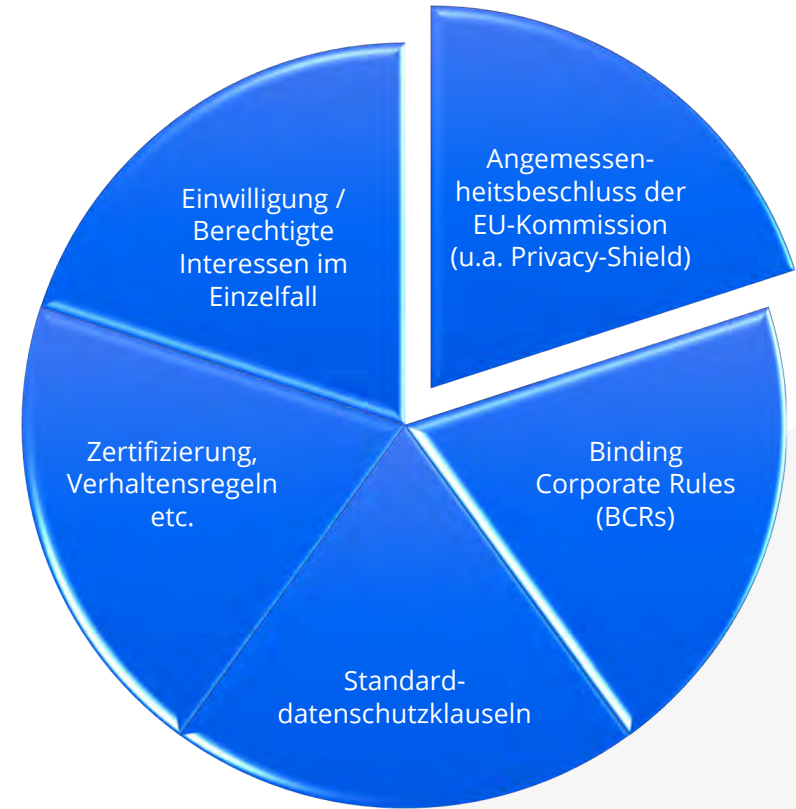 Angemessen-
heitsbeschluss der
EU-Kommission
(u.a. Privacy-Shield)
Binding
Corporate Rules
(BCRs)
Standard-
datenschutzklauseln
Zertifizierung,
Verhaltensregeln
etc.
Einwilligung /
Berechtigte
Interessen im
Einzelfall